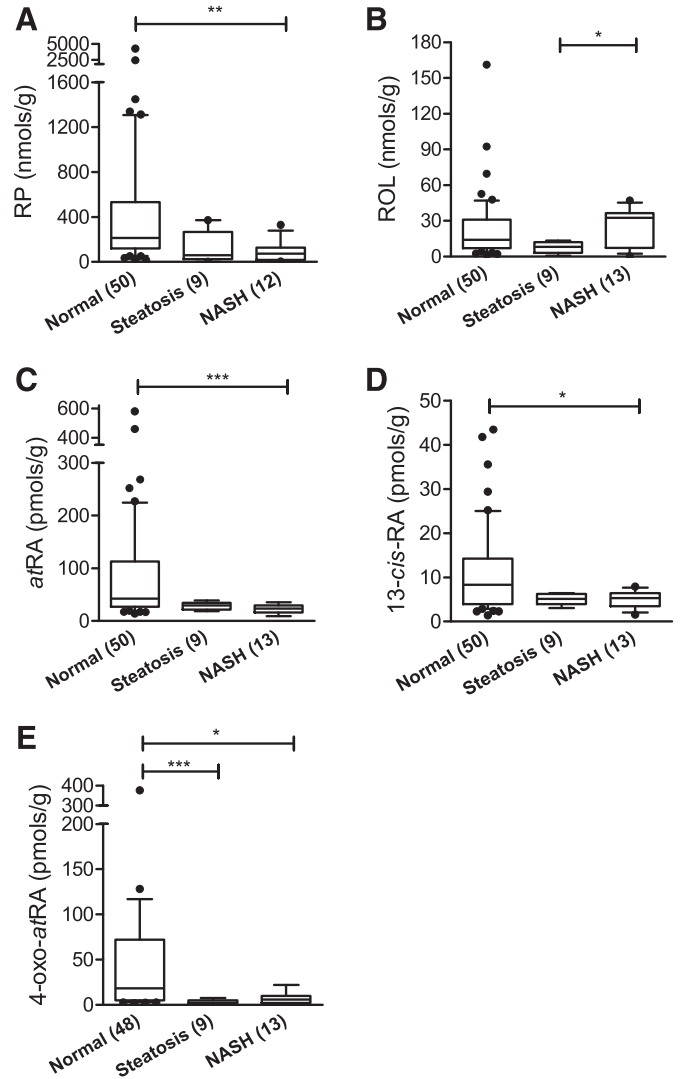 A
**
RP (nmols/g)
5000
2500
1600
1200
800
400
0
Normal (50)
Steatosis (9)
NASH (12)
B
*
ROL (nmols/g)
180
150
120
90
60
30
0
Normal (50)
Steatosis (9)
NASH (13)
C
***
atRA (pmols/g)
600
400
300
200
100
0
Normal (50)
Steatosis (9)
NASH (13)
D
*
13-cis-RA (pmols/g)
50
40
30
20
10
0
Normal (50)
Steatosis (9)
NASH (13)
E
*
***
4-oxo-atRA (pmols/g)
400
300
200
150
100
50
0
Normal (48)
Steatosis (9)
NASH (13)